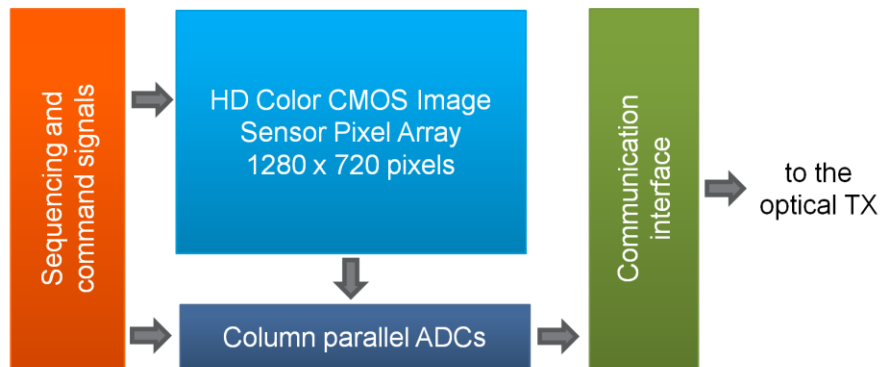 Sequencing and
command signals
HD Color CMOS Image
Sensor Pixel Array
1280 x 720 pixels
Column parallel ADCs
Communication
interface
to the
optical TX